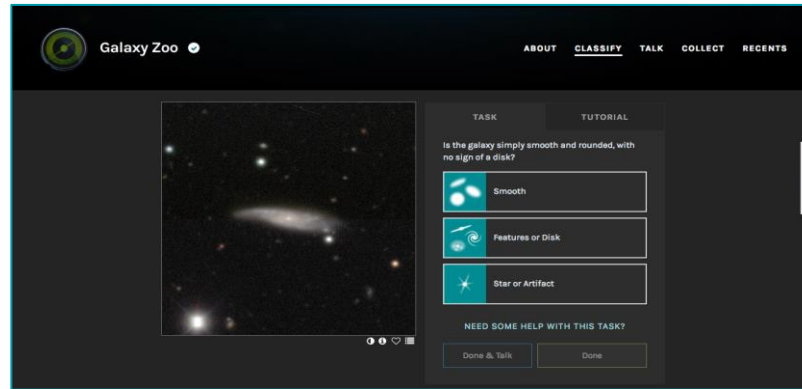 Galaxy Zoo
ABOUT CLASSIFY TALK COLLECT RECENTS
TASK TUTORIAL
Is the galaxy simply smooth and rounded, with
no sign of a disk?
Smooth
Features or Disk
Star or Artifact
NEED SOME HELP WITH THIS TASK?
Done & Talk Done